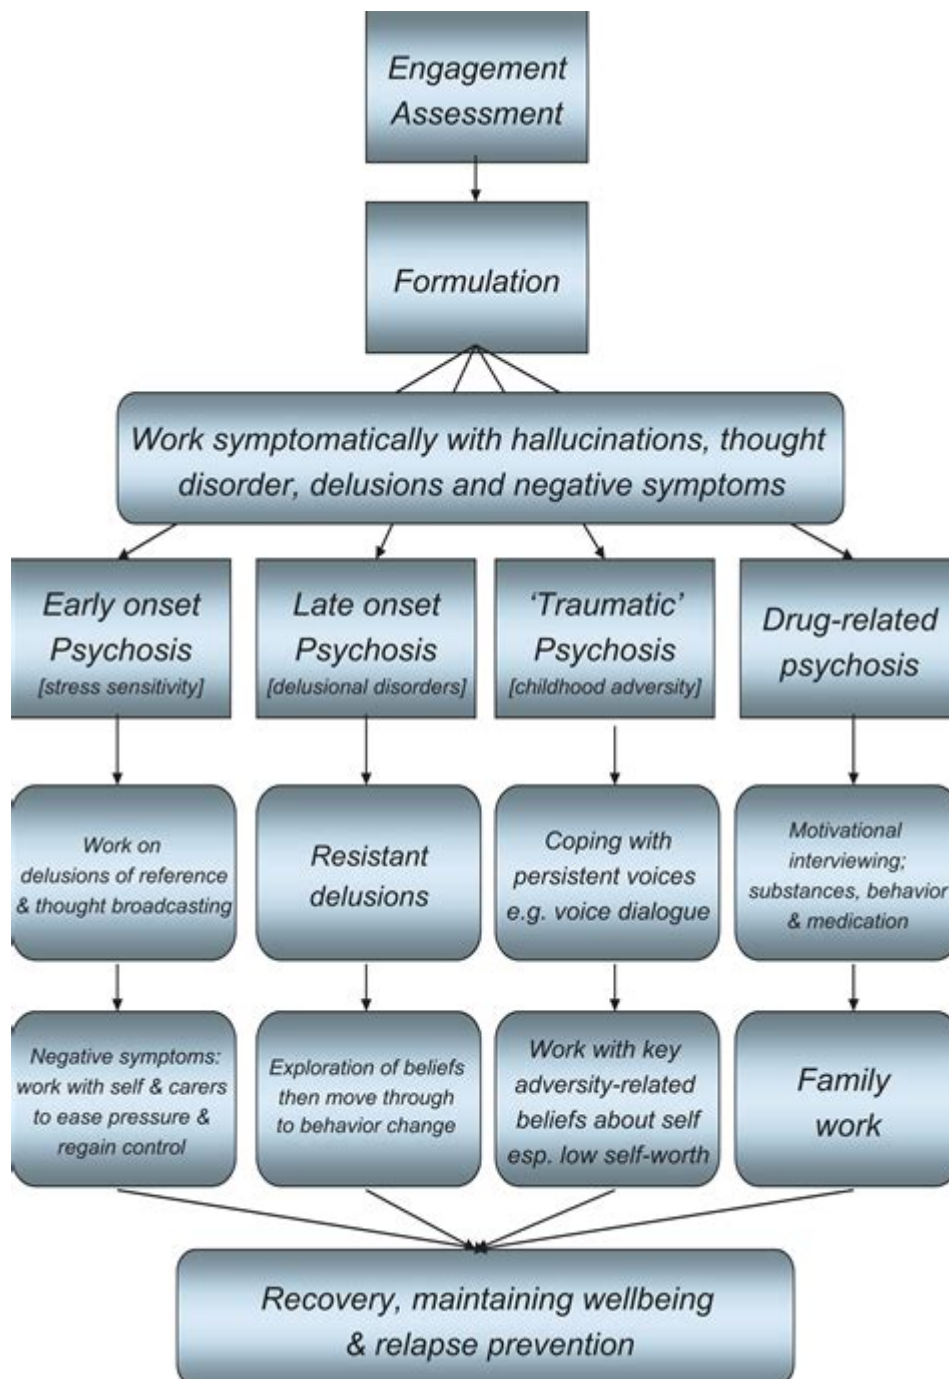 Engagement
Assessment
Formulation
Work symptomatically with hallucinations, thought
disorder, delusions and negative symptoms
Early onset
Psychosis
[stress sensitivity]
Late onset
Psychosis
[delusional disorders]
‘Traumatic’
Psychosis
[childhood adversity]
Drug-related
psychosis
Work on
delusions of reference
& thought broadcasting
Resistant
delusions
Coping with
persistent voices
e.g. voice dialogue
Motivational
interviewing;
substances, behavior
& medication
Negative symptoms:
work with self & carers
to ease pressure &
regain control
Exploration of beliefs
then move through
to behavior change
Work with key
adversity-related
beliefs about self
esp. low self-worth
Family
work
Recovery, maintaining wellbeing
& relapse prevention